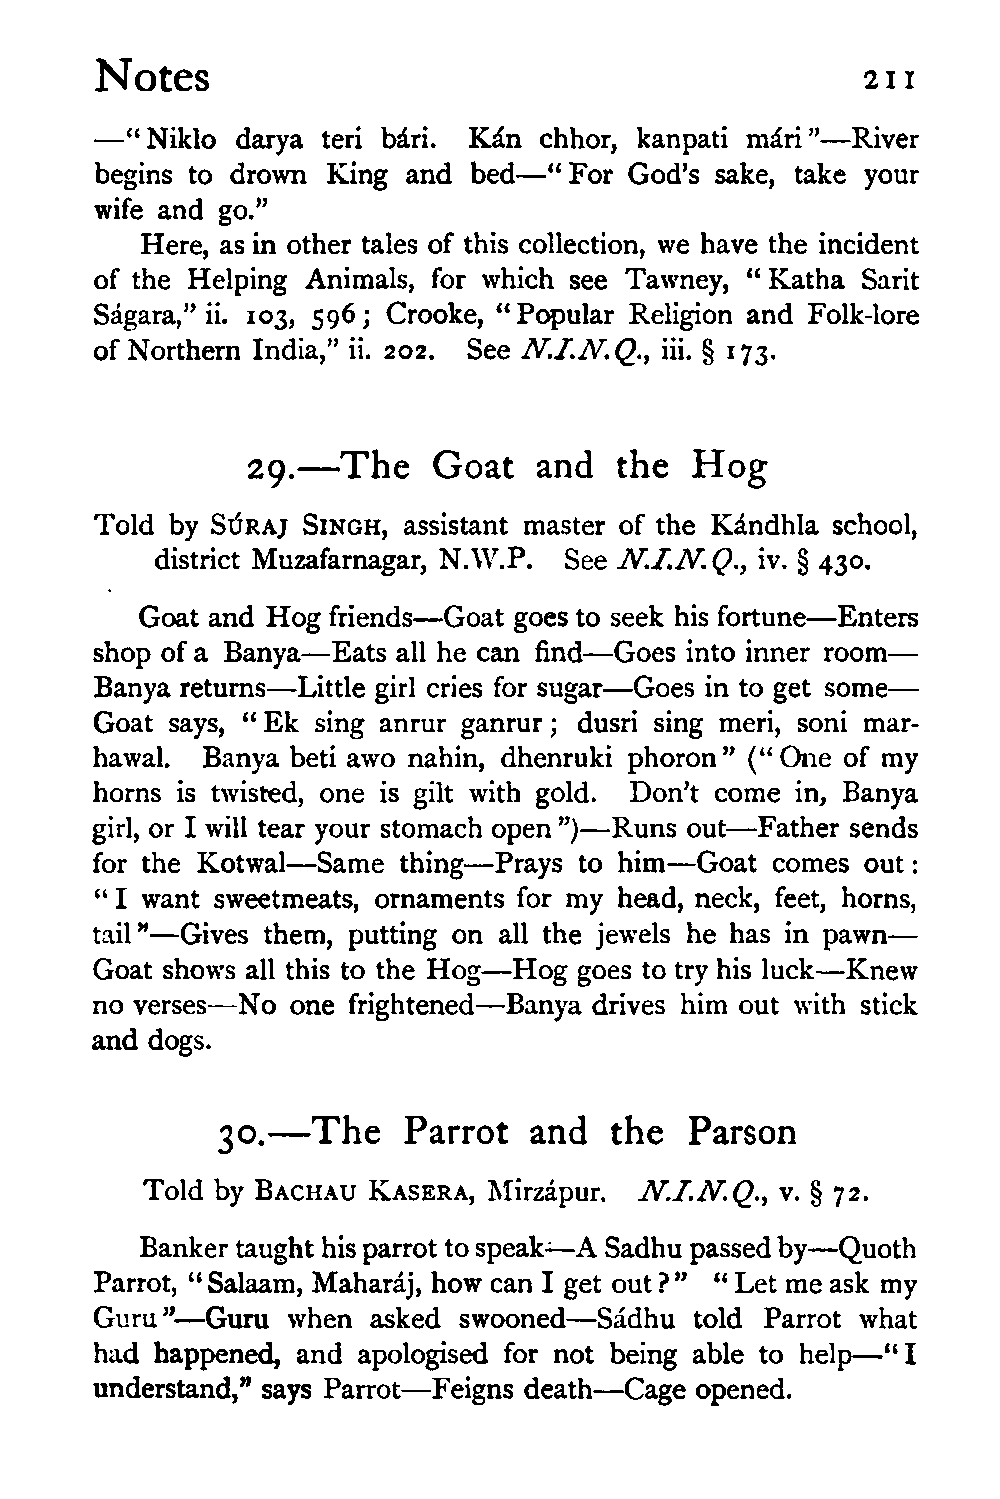 Notes 211
—“Niklo darya teri bári. Kán chhor, kanpati mári”—River
begins to drown King and bed—“For God's sake, take your
wife and go.”
Here, as in other tales of this collection, we have the incident
of the Helping Animals, for which see Tawney, “Katha Sarit
Ságara,” ii. 103, 596; Crooke, “Popular Religion and Folk-lore
of Northern India,” ii. 202. See N.I.N.Q., iii. § 173.
29.—The Goat and the Hog
Told by SÚRAJ SINGH, assistant master of the Kándhla school,
district Muzafarnagar, N.W.P. See N.I.N.Q., iv. § 430.
Goat and Hog friends—Goat goes to seek his fortune—Enters
shop of a Banya—Eats all he can find—Goes into inner room—
Banya returns—Little girl cries for sugar—Goes in to get some—
Goat says, “Ek sing anrur ganrur; dusri sing meri, soni mar-
hawal. Banya beti awo nahin, dhenruki phoron” (“One of my
horns is twisted, one is gilt with gold. Don't come in, Banya
girl, or I will tear your stomach open”)—Runs out—Father sends
for the Kotwal—Same thing—Prays to him—Goat comes out:
“I want sweetmeats, ornaments for my head, neck, feet, horns,
tail”—Gives them, putting on all the jewels he has in pawn—
Goat shows all this to the Hog—Hog goes to try his luck—Knew
no verses—No one frightened—Banya drives him out with stick
and dogs.
30.—The Parrot and the Parson
Told by BACHAU KASERA, Mirzápur. N.I.N.Q., v. § 72.
Banker taught his parrot to speak—A Sadhu passed by—Quoth
Parrot, “Salaam, Maharáj, how can I get out?” “Let me ask my
Guru”—Guru when asked swooned—Sádhu told Parrot what
had happened, and apologised for not being able to help—“I
understand,” says Parrot—Feigns death—Cage opened.